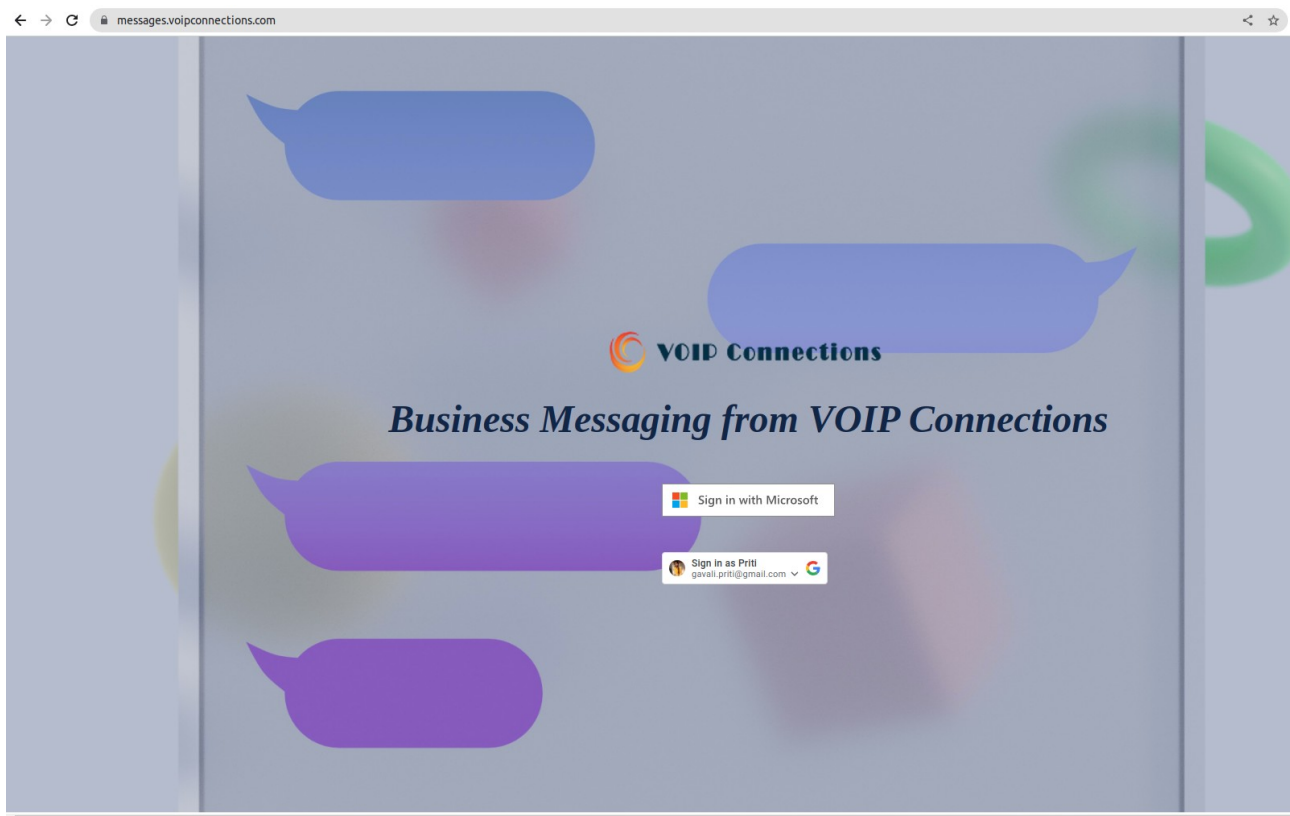 messages.voipconnections.com
VOIP Connections
Business Messaging from VOIP Connections
Sign in with Microsoft
Sign in as Priti
gavali.priti@gmail.com